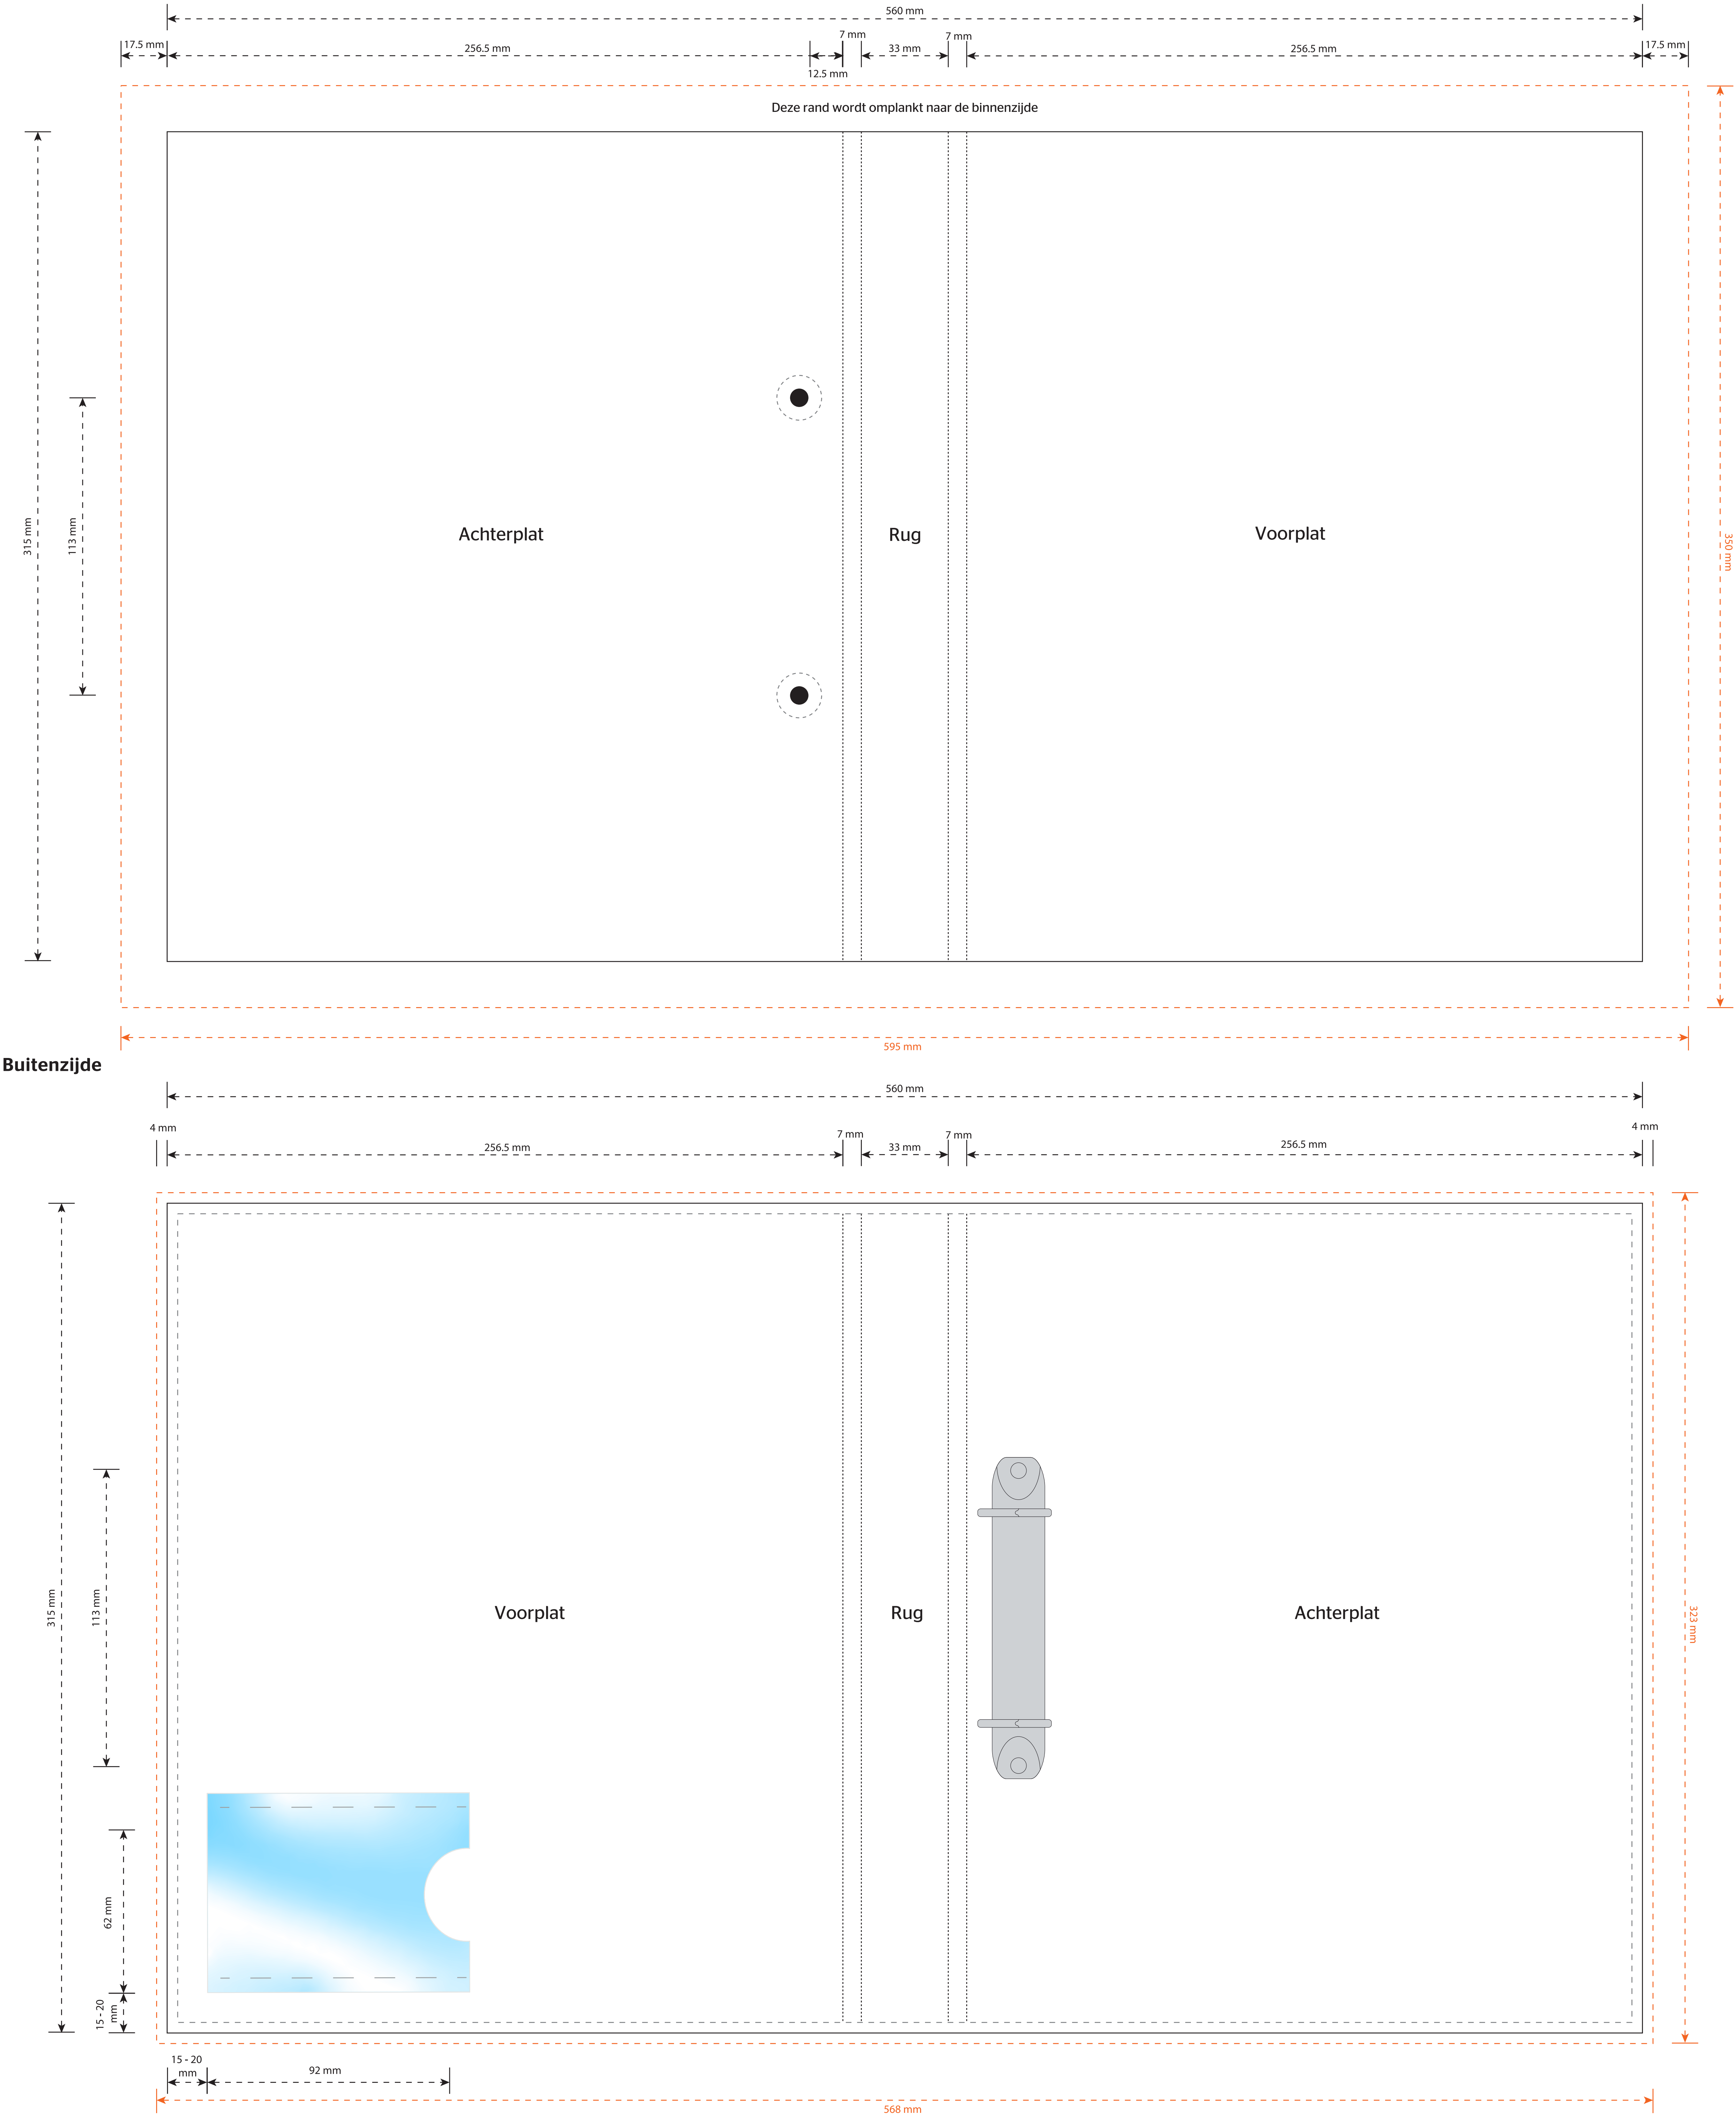 560 mm
17.5 mm
256.5 mm
7 mm
33 mm
7 mm
256.5 mm
17.5 mm
12.5 mm
Deze rand wordt omplankt naar de binnenzijde
315 mm
113 mm
Achterplat
Rug
Voorplat
350 mm
595 mm
Buitenzijde
560 mm
4 mm
256.5 mm
7 mm
33 mm
7 mm
256.5 mm
4 mm
315 mm
113 mm
Voorplat
Rug
Achterplat
323 mm
62 mm
15 - 20
mm
15 - 20
mm
92 mm
568 mm